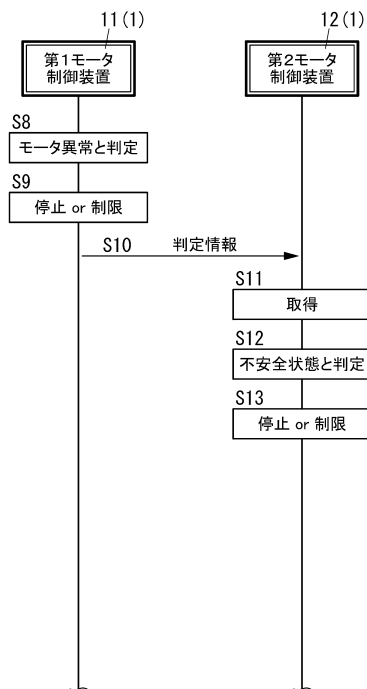 11(1)
12(1)
第1モータ
制御装置
第2モータ
制御装置
S8
モータ異常と判定
S9
停止 or 制限
S10 判定情報
S11
取得
S12
不安全状態と判定
S13
停止 or 制限